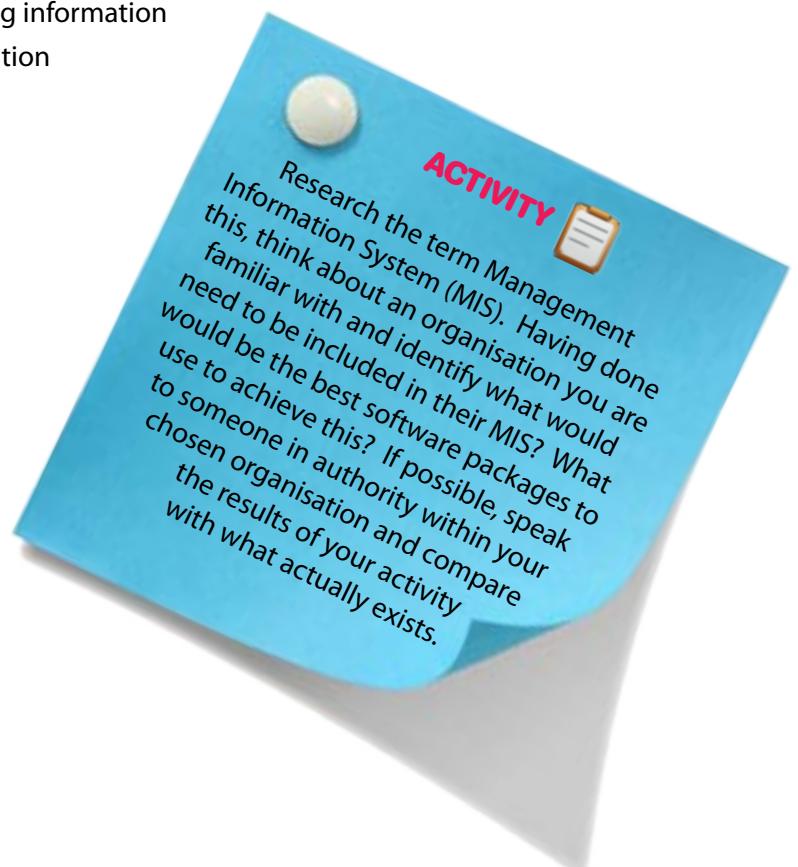 g information
tion
ACTIVITY
Research the term Management
Information System (MIS).  Having done
this, think about an organisation you are
familiar with and identify what would
need to be included in their MIS?  What
would be the best software packages to
use to achieve this?  If possible, speak
to someone in authority within your
chosen organisation and compare
the results of your activity
with what actually exists.